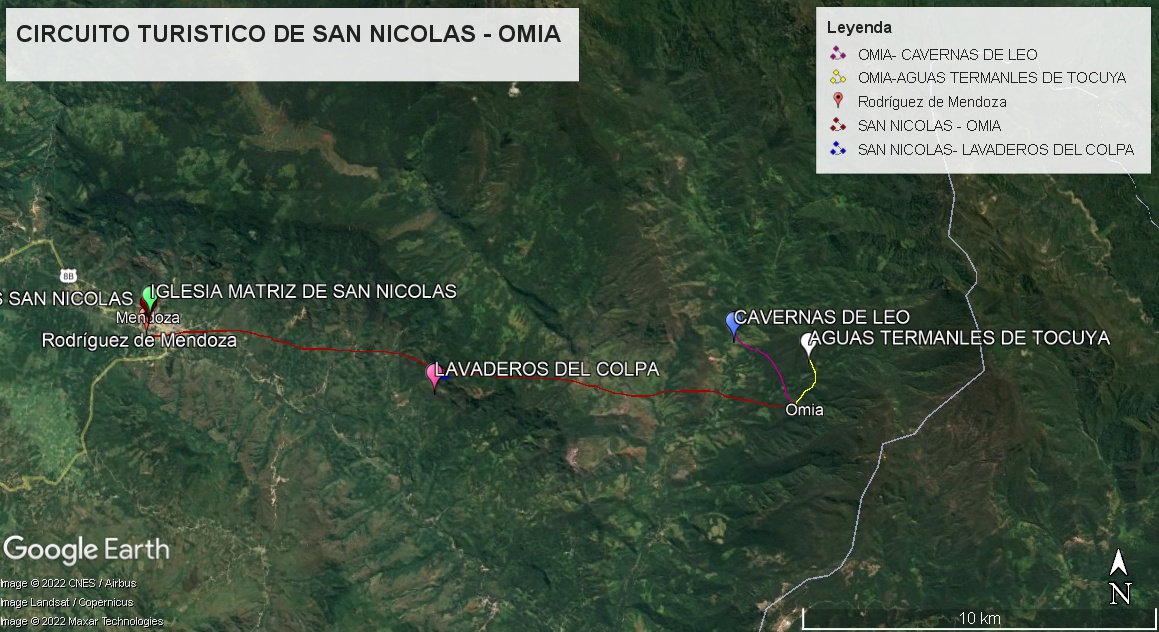 CIRCUITO TURISTICO DE SAN NICOLAS - OMIA
Leyenda
OMIA- CAVERNAS DE LEO
OMIA-AGUAS TERMANLES DE TOCUYA
Rodríguez de Mendoza
SAN NICOLAS - OMIA
SAN NICOLAS- LAVADEROS DEL COLPA
8B
IGLESIA MATRIZ DE SAN NICOLAS
S SAN NICOLAS
Mendoza
Rodríguez de Mendoza
CAVERNAS DE LEO
AGUAS TERMANLES DE TOCUYA
LAVADEROS DEL COLPA
Omia
Google Earth
Image © 2022 CNES / Airbus
Image Landsat / Copernicus
Image © 2022 Maxar Technologies
N
10 km